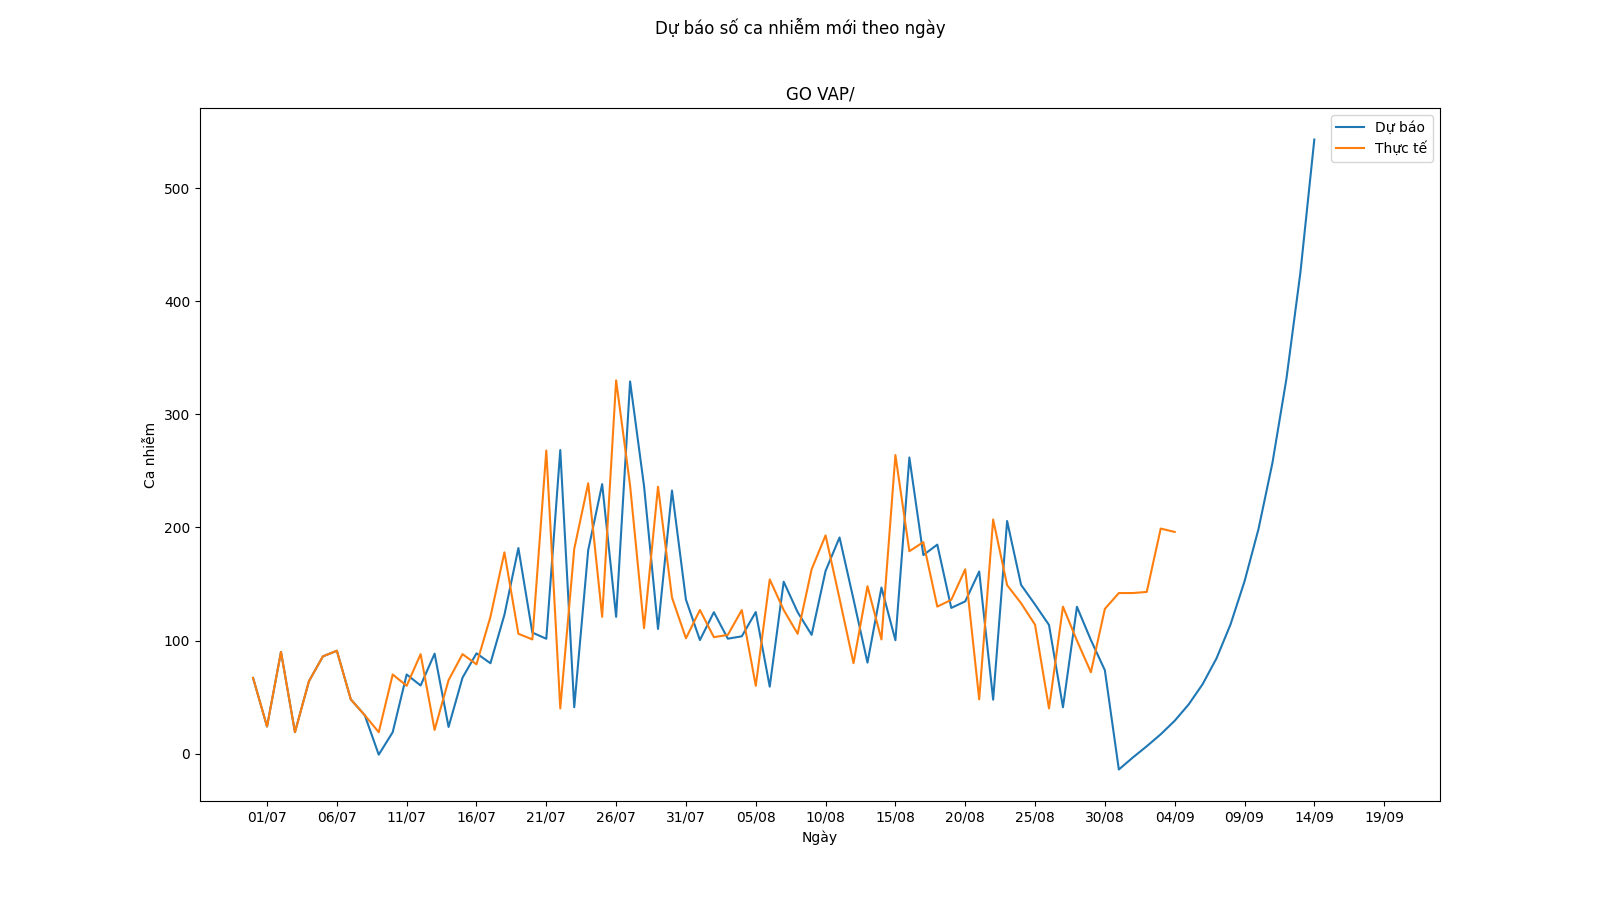 Dự báo số ca nhiễm mới theo ngày
GO VAP/
Dự báo
Thực tế
500
400
300
200
100
0
Ca nhiễm
01/07 06/07 11/07 16/07 21/07 26/07 31/07 05/08 10/08 15/08 20/08 25/08 30/08 04/09 09/09 14/09 19/09
Ngày